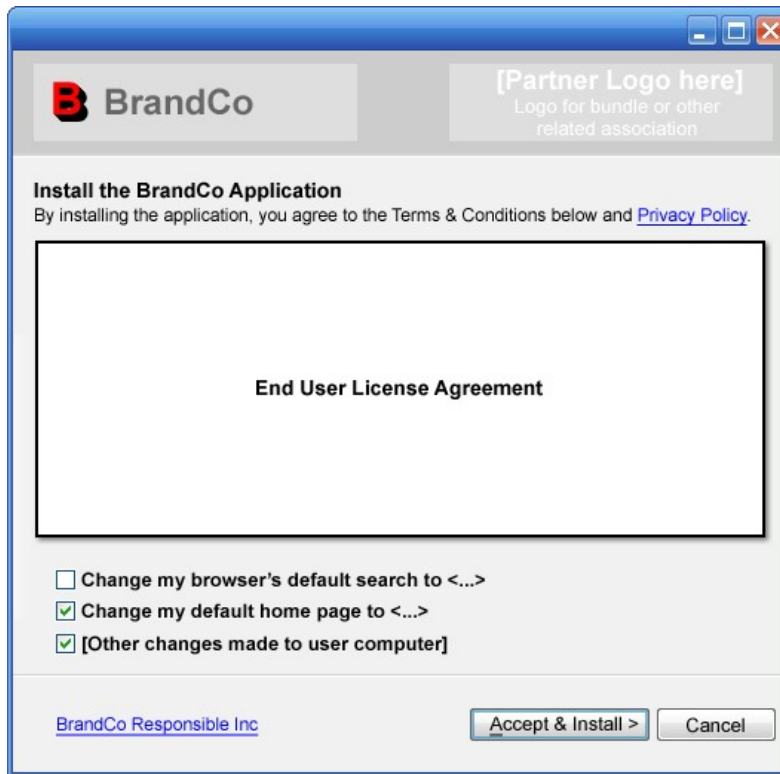 B BrandCo
[Partner Logo here]
Logo for bundle or other
related association
Install the BrandCo Application
By installing the application, you agree to the Terms & Conditions below and Privacy Policy.
End User License Agreement
Change my browser's default search to <...>
Change my default home page to <...>
[Other changes made to user computer]
BrandCo Responsible Inc
Accept & Install >
Cancel